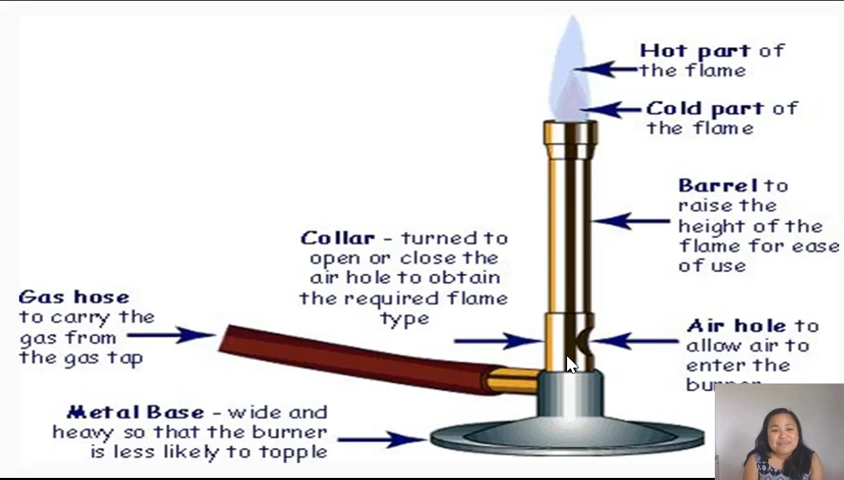 Hot part of
the flame
Cold part of
the flame
Barrel to
raise the
height of the
flame for ease
of use
Collar - turned to
open or close the
air hole to obtain
the required flame
type
Gas hose
to carry the
gas from
the gas tap
Air hole to
allow air to
enter the
burner
Metal Base - wide and
heavy so that the burner
is less likely to topple